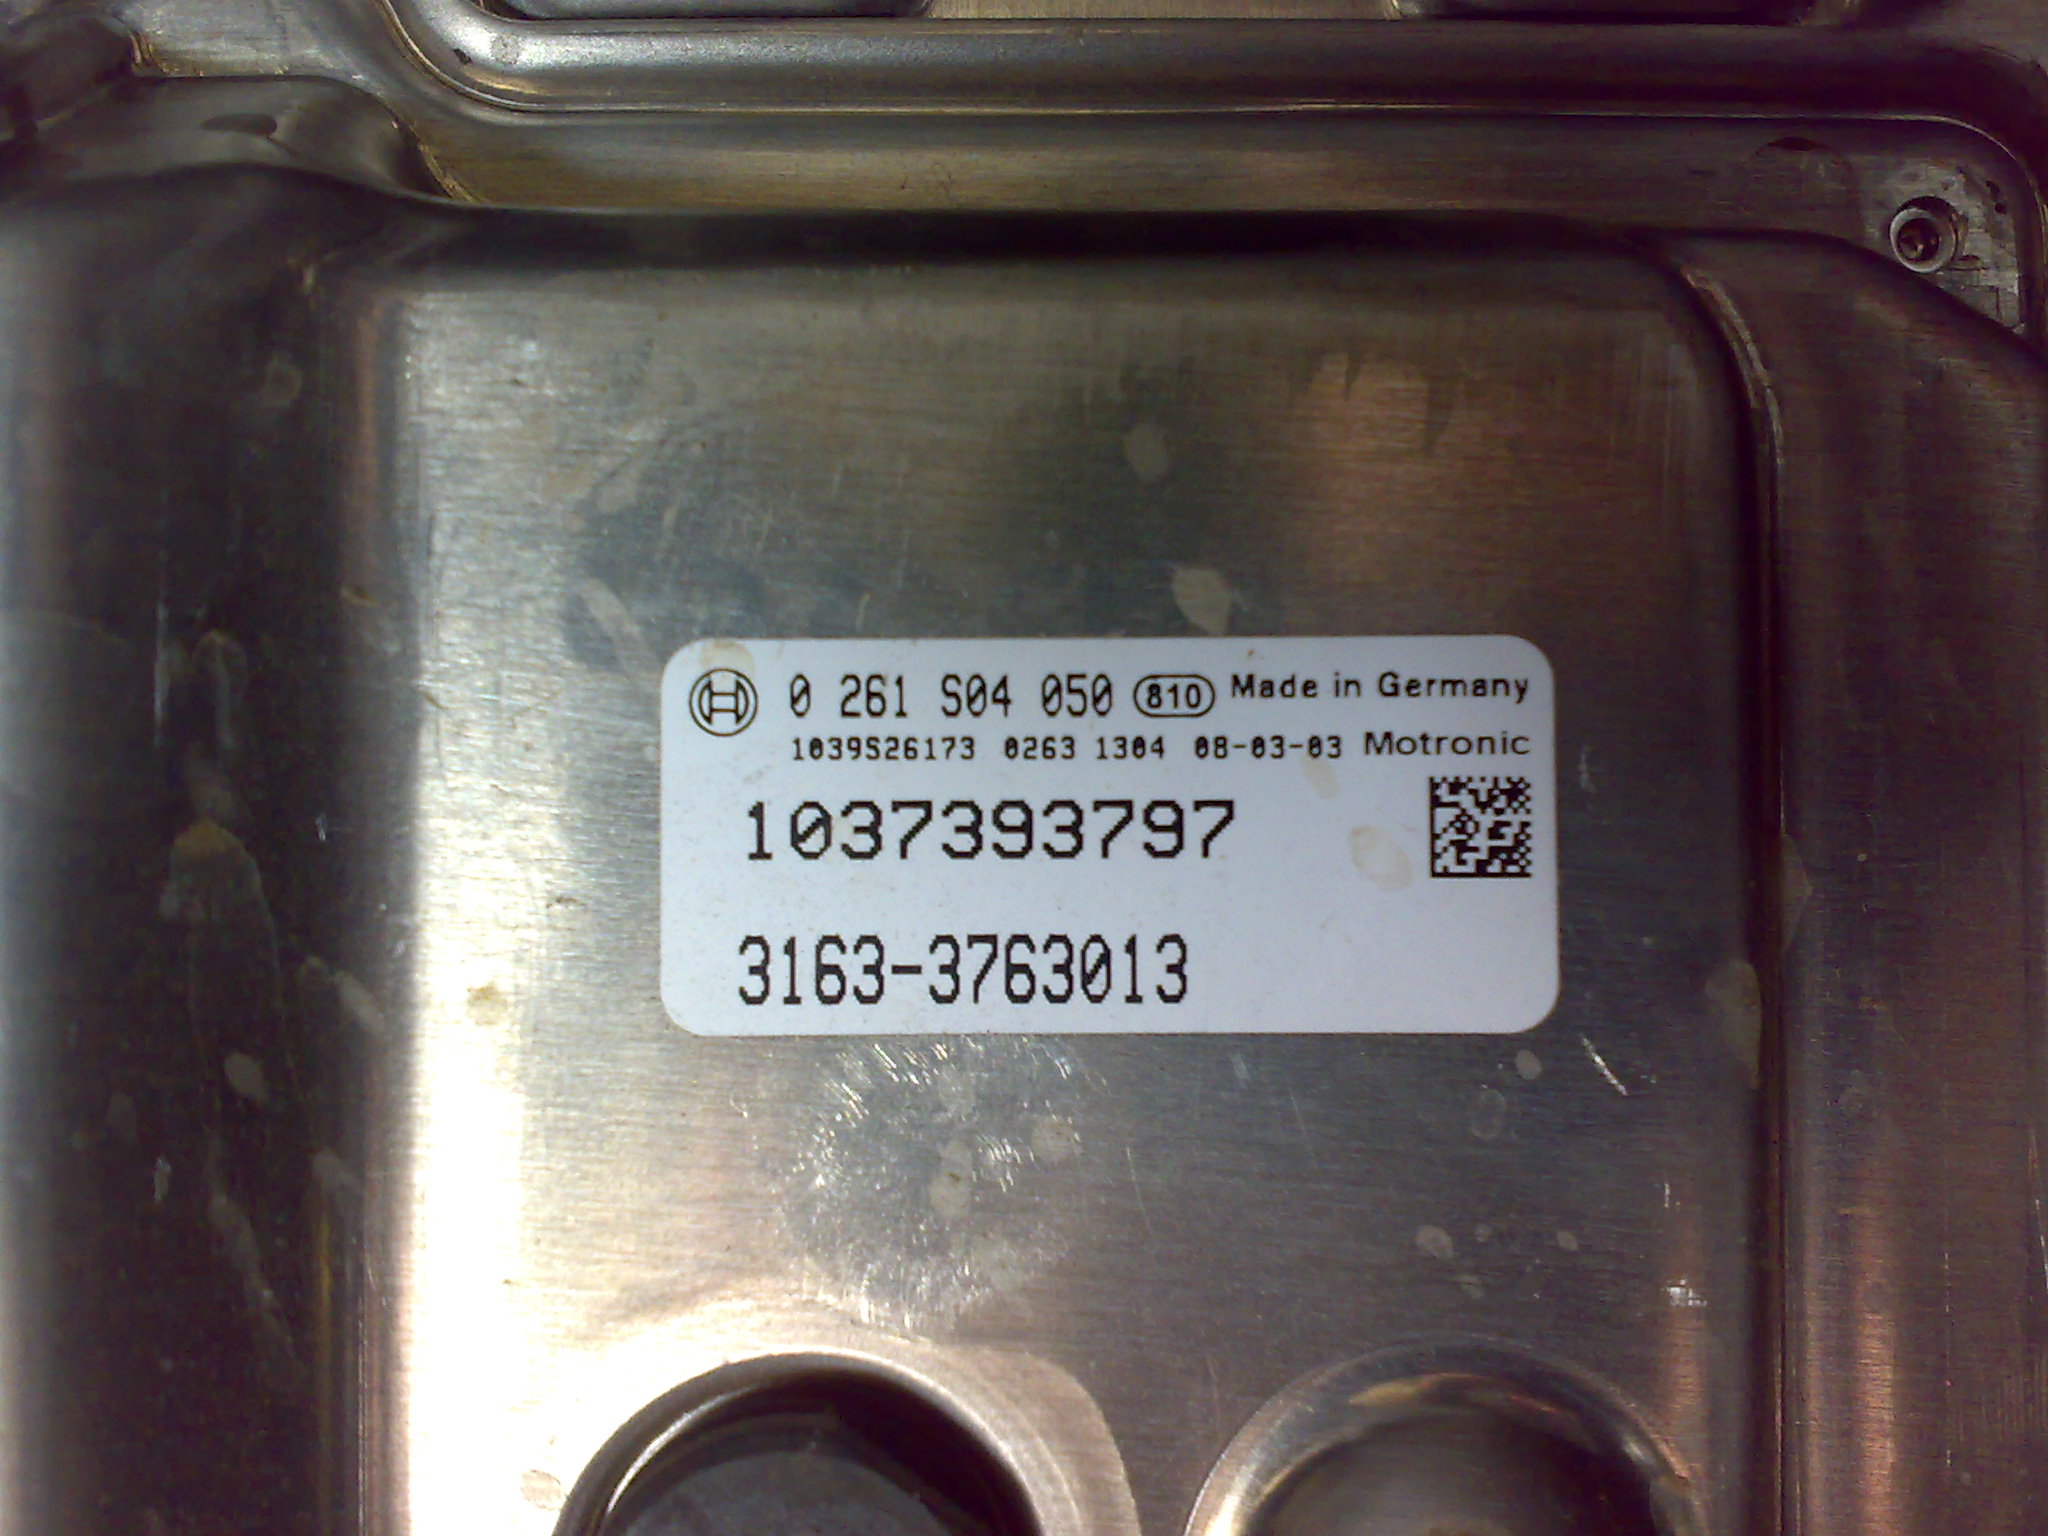 0 261 S04 050 810 Made in Germany
1039S26173 0263 1304 08-03-03 Motronic
1037393797
3163-3763013